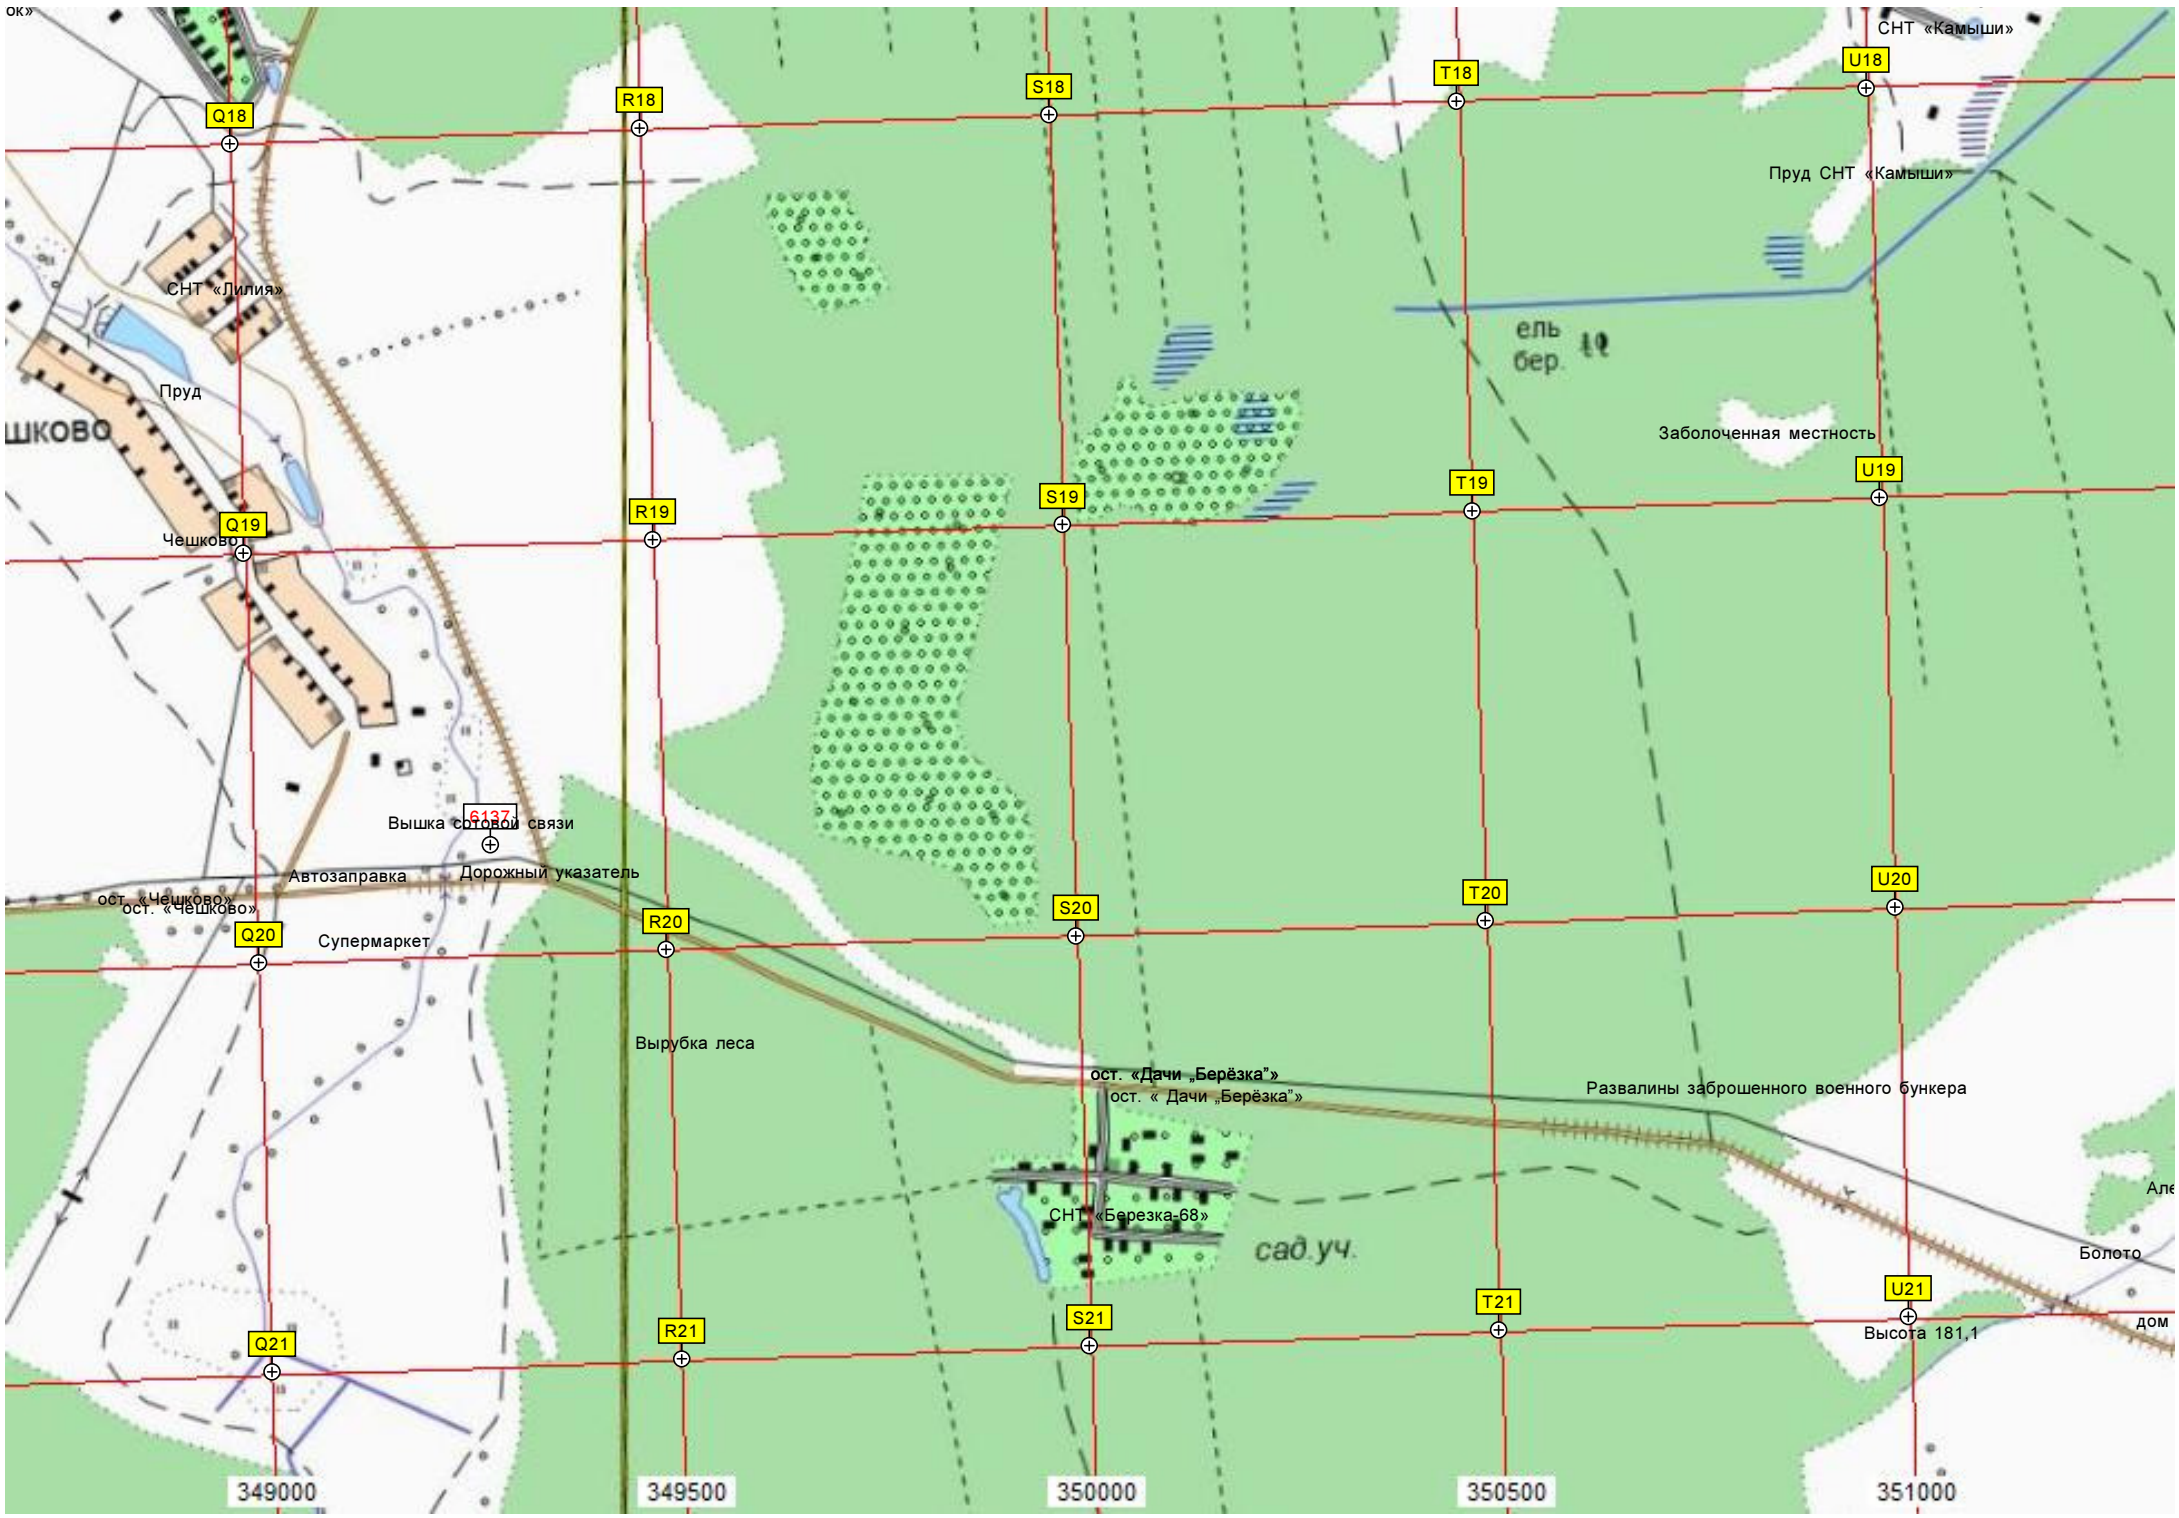 ок»
СНТ «Камыши»
U18
T18
S18
R18
Q18
Пруд СНТ «Камыши»
СНТ «Лилия»
ель
бер.
Пруд
шково
Заболоченная местность
U19
T19
S19
R19
Q19
Чешково
6137
Вышка сотовой связи
Дорожный указатель
Автозаправка
ост. «Чешково»
ост. «Чешково»
U20
T20
S20
R20
Q20
Супермаркет
Вырубка леса
ост. «Дачи „Берёзка"»
ост. « Дачи „Берёзка"»
Развалины заброшенного военного бункера
Але
СНТ «Березка-68»
сад.уч.
Болото
U21
T21
S21
R21
Q21
дом
Высота 181,1
349000
349500
350000
350500
351000